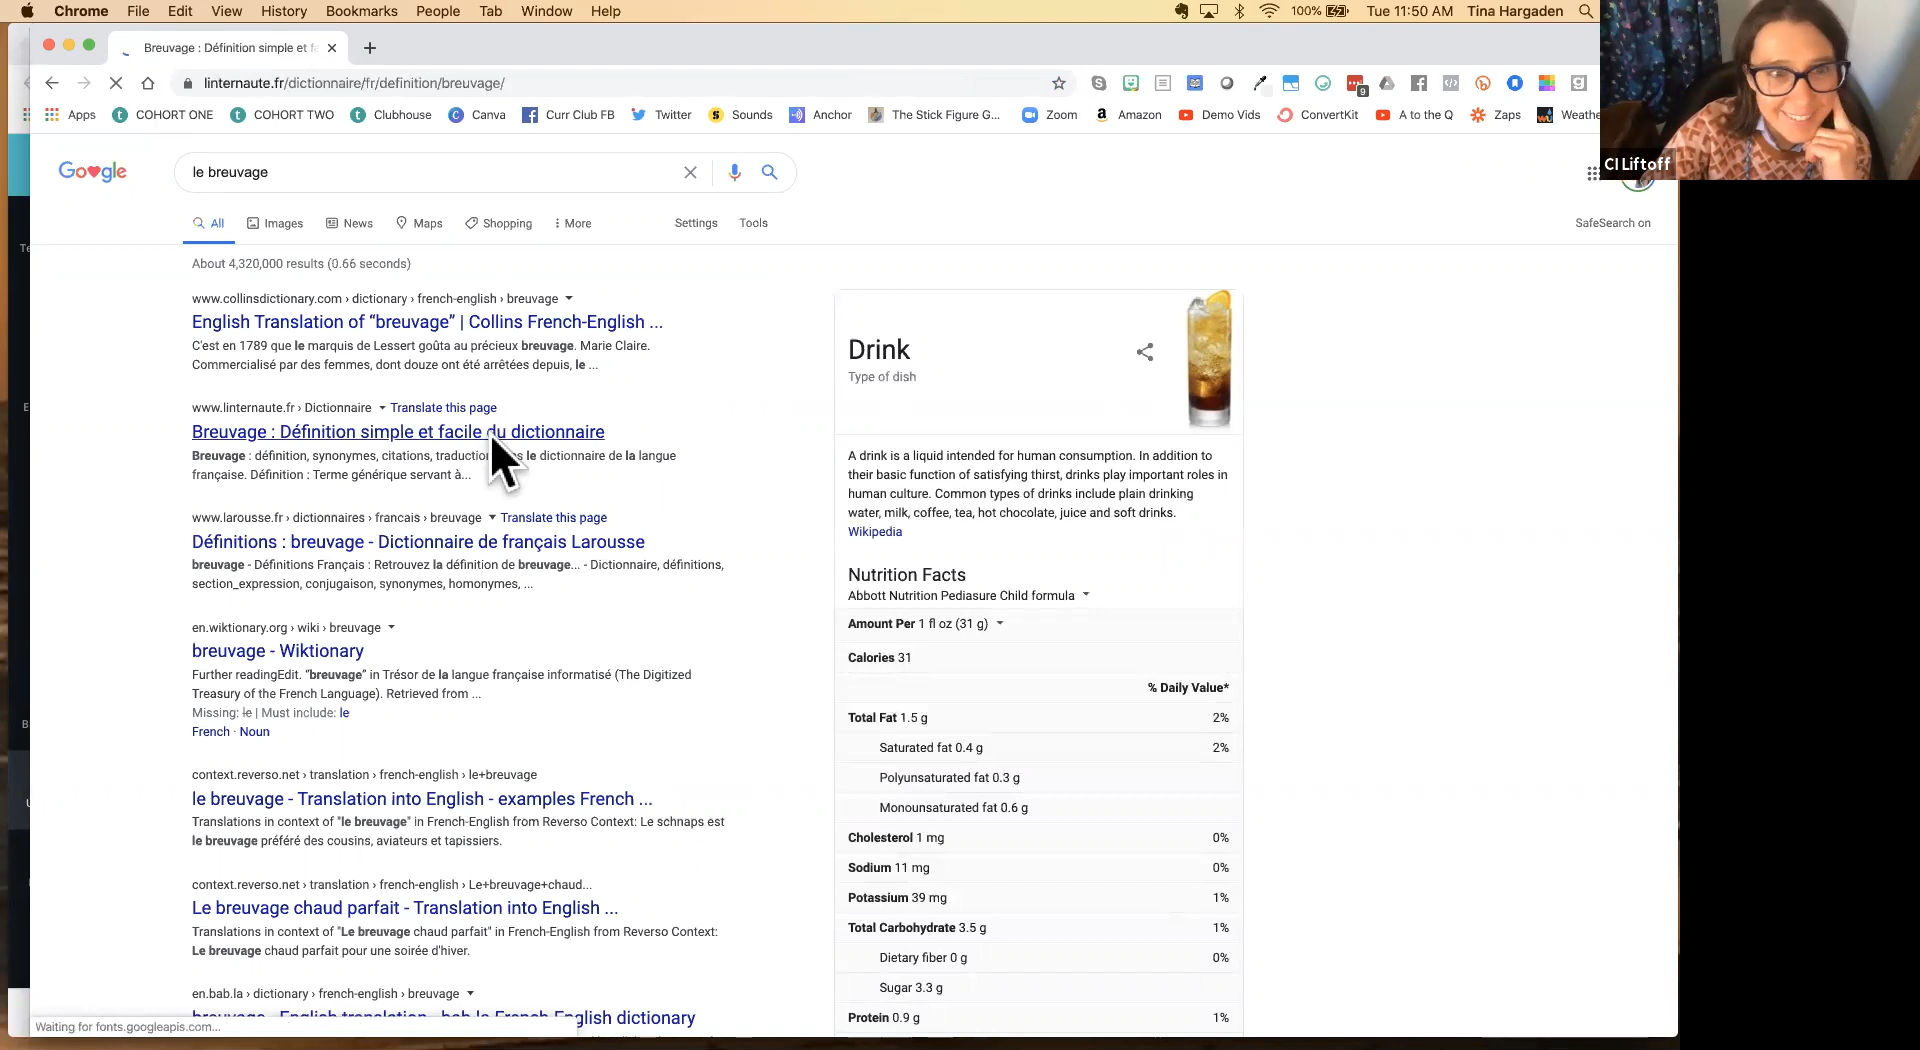 Chrome File Edit View History Bookmarks People Tab Window Help
100% Tue 11:50 AM Tina Hargaden
Breuvage : Définition simple et f
linternaute.fr/dictionnaire/fr/definition/breuvage/
9
Apps COHORT ONE COHORT TWO Clubhouse Canva Curr Club FB Twitter Sounds Anchor The Stick Figure G... Zoom Amazon Demo Vids ConvertKit A to the Q Zaps Weathe
CI Liftoff
Google
le breuvage
All Images News Maps Shopping More Settings Tools
SafeSearch on
About 4,320,000 results (0.66 seconds)
www.collinsdictionary.com › dictionary › french-english › breuvage
English Translation of “breuvage” | Collins French-English ...
C'est en 1789 que le marquis de Lessert goûta au précieux breuvage. Marie Claire.
Commercialisé par des femmes, dont douze ont été arrêtées depuis, le ...
www.linternaute.fr › Dictionnaire Translate this page
Breuvage : Définition simple et facile du dictionnaire
Breuvage : définition, synonymes, citations, traduction le dictionnaire de la langue
française. Définition : Terme générique servant à...
www.larousse.fr › dictionnaires › francais › breuvage Translate this page
Définitions : breuvage - Dictionnaire de français Larousse
breuvage - Définitions Français : Retrouvez la définition de breuvage... - Dictionnaire, définitions,
section_expression, conjugaison, synonymes, homonymes, ...
en.wiktionary.org › wiki › breuvage
breuvage - Wiktionary
Further readingEdit. “breuvage” in Trésor de la langue française informatisé (The Digitized
Treasury of the French Language). Retrieved from ...
Missing: le | Must include: le
French · Noun
context.reverso.net › translation › french-english › le+breuvage
le breuvage - Translation into English - examples French ...
Translations in context of "le breuvage" in French-English from Reverso Context: Le schnaps est
le breuvage préféré des cousins, aviateurs et tapissiers.
context.reverso.net › translation › french-english › Le+breuvage+chaud...
Le breuvage chaud parfait - Translation into English ...
Translations in context of "Le breuvage chaud parfait" in French-English from Reverso Context:
Le breuvage chaud parfait pour une soirée d'hiver.
en.bab.la › dictionary › french-english › breuvage
breuvage - English translation - bab.la French-English dictionary
Waiting for fonts.googleapis.com...
Drink
Type of dish
A drink is a liquid intended for human consumption. In addition to
their basic function of satisfying thirst, drinks play important roles in
human culture. Common types of drinks include plain drinking
water, milk, coffee, tea, hot chocolate, juice and soft drinks.
Wikipedia
Nutrition Facts
Abbott Nutrition Pediasure Child formula
Amount Per 1 fl oz (31 g)
Calories 31
% Daily Value*
Total Fat 1.5 g 2%
Saturated fat 0.4 g 2%
Polyunsaturated fat 0.3 g
Monounsaturated fat 0.6 g
Cholesterol 1 mg 0%
Sodium 11 mg 0%
Potassium 39 mg 1%
Total Carbohydrate 3.5 g 1%
Dietary fiber 0 g 0%
Sugar 3.3 g
Protein 0.9 g 1%